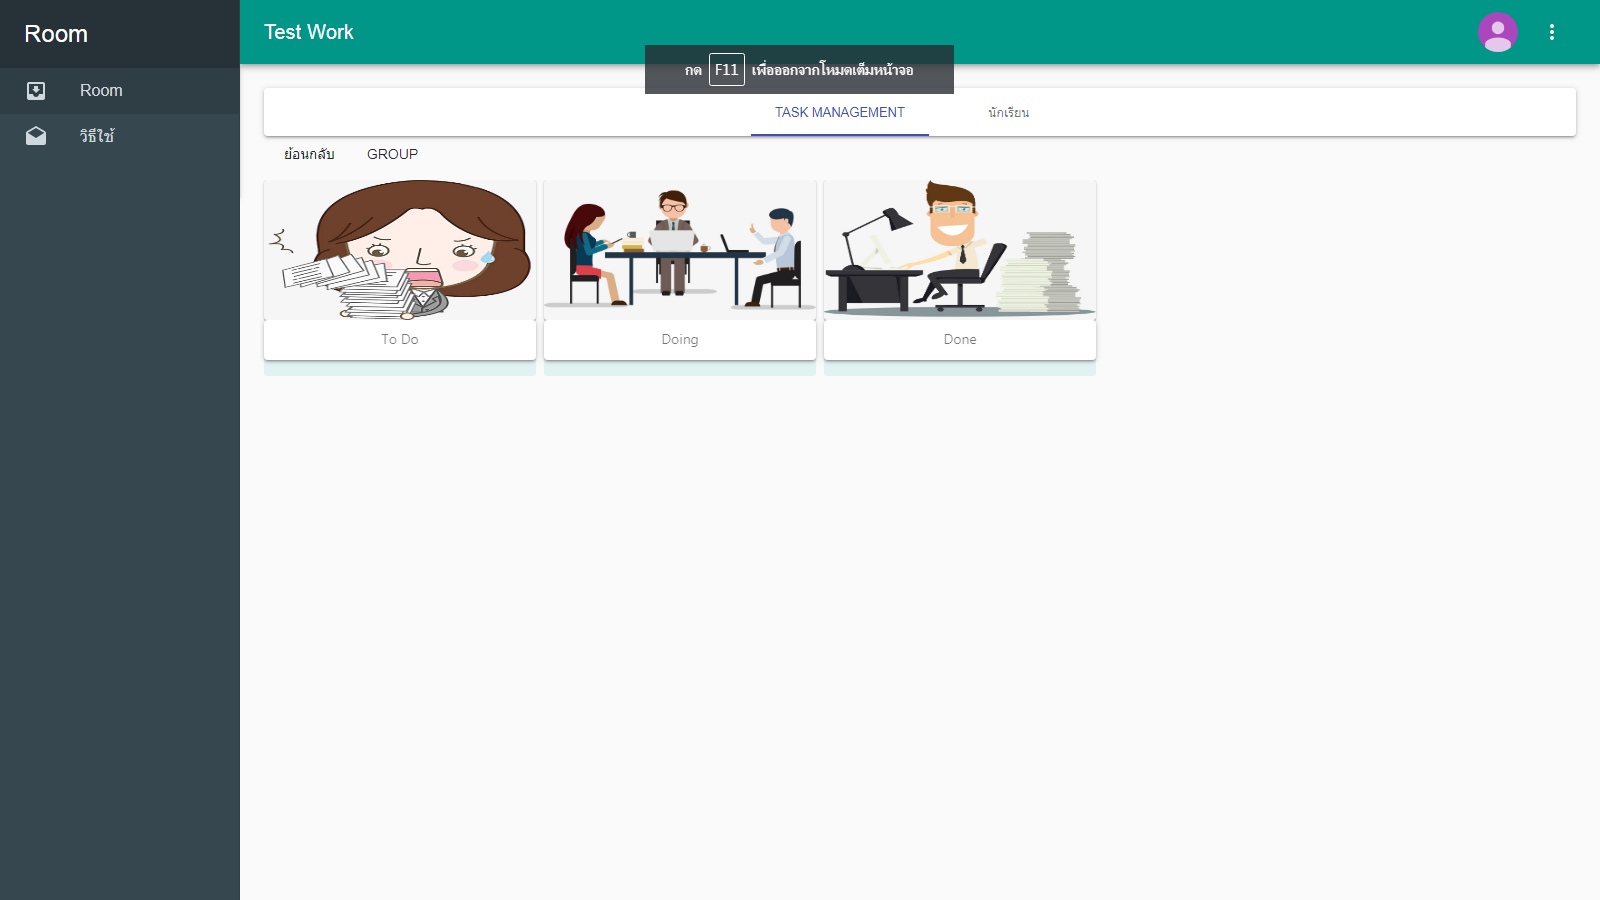 Room
Test Work
กด F11 เพื่อออกจากโหมดเต็มหน้าจอ
Room
วิธีใช้
TASK MANAGEMENT
นักเรียน
ย้อนกลับ
GROUP
To Do
Doing
Done